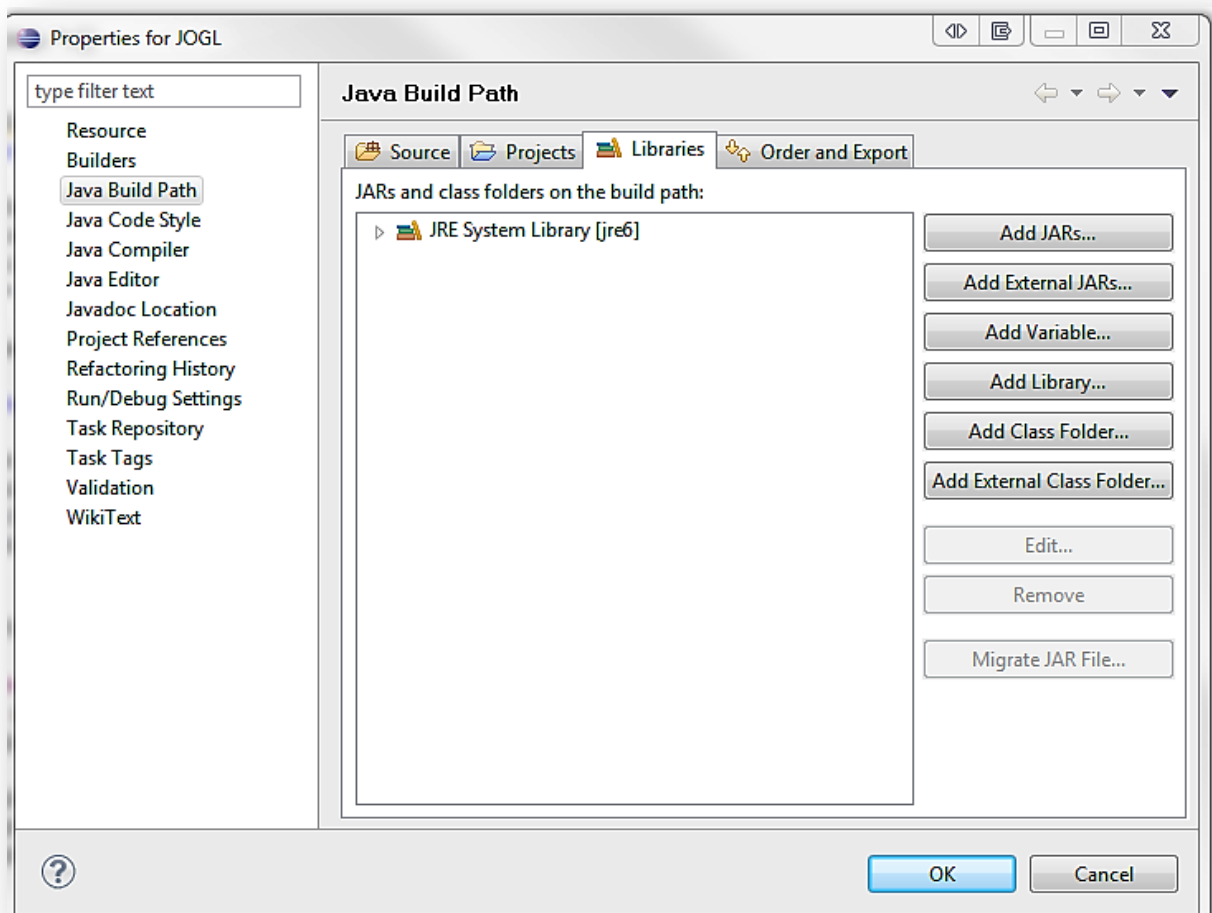 Properties for JOGL
type filter text
Resource
Builders
Java Build Path
Java Code Style
Java Compiler
Java Editor
Javadoc Location
Project References
Refactoring History
Run/Debug Settings
Task Repository
Task Tags
Validation
WikiText
Java Build Path
Source
Projects
Libraries
Order and Export
JARs and class folders on the build path:
JRE System Library [jre6]
Add JARs...
Add External JARs...
Add Variable...
Add Library...
Add Class Folder...
Add External Class Folder...
Edit...
Remove
Migrate JAR File...
?
OK
Cancel